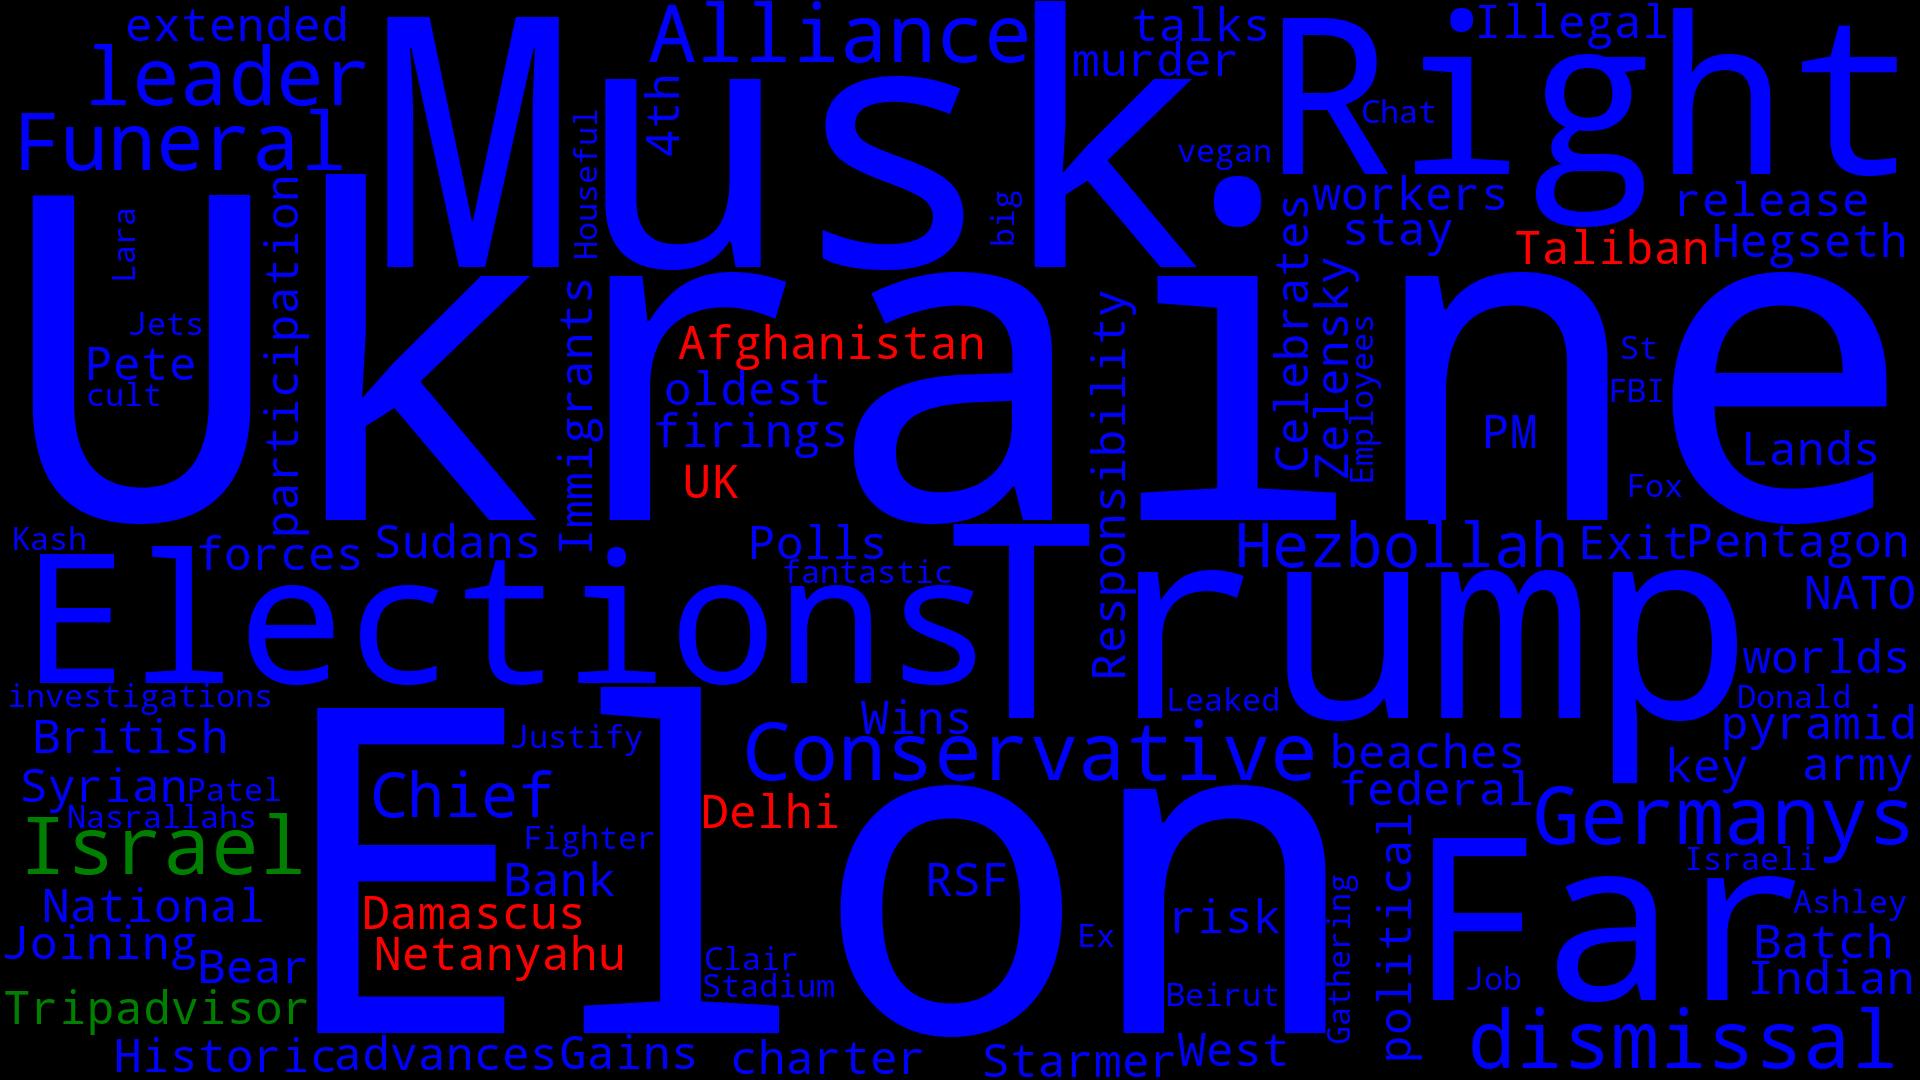 extended
leader
Funeral
Musk
Alliance
talks
murder
Right
Illegal
4th
Houseful
Chat
vegan
big
workers
stay
release
Taliban
Hegseth
Ukraine
Lara
Jets
Pete
cult
participation
Immigrants
Afghanistan
oldest
firings
UK
Responsibility
Celebrates
Zelensky
Employees
PM
St
FBI
Fox
Lands
Kash
forces
Sudans
Polls
fantastic
Elections
Trump
Hezbollah
Exit
Pentagon
NATO
worlds
Donald
pyramid
key
army
investigations
British
Syrian
Patel
Nasrallahs
Israel
National
Joining
Bear
Tripadvisor
Elon
Justify
Chief
Fighter
Bank
Damascus
Netanyahu
Wins
Leaked
Conservative
Delhi
beaches
federal
Germanys
RSF
Clair
Stadium
Ex
risk
Beirut
Gathering
political
Far
Israeli
Ashley
Batch
Indian
Job
Historic
advances
Gains
charter
Starmer
West
dismissal